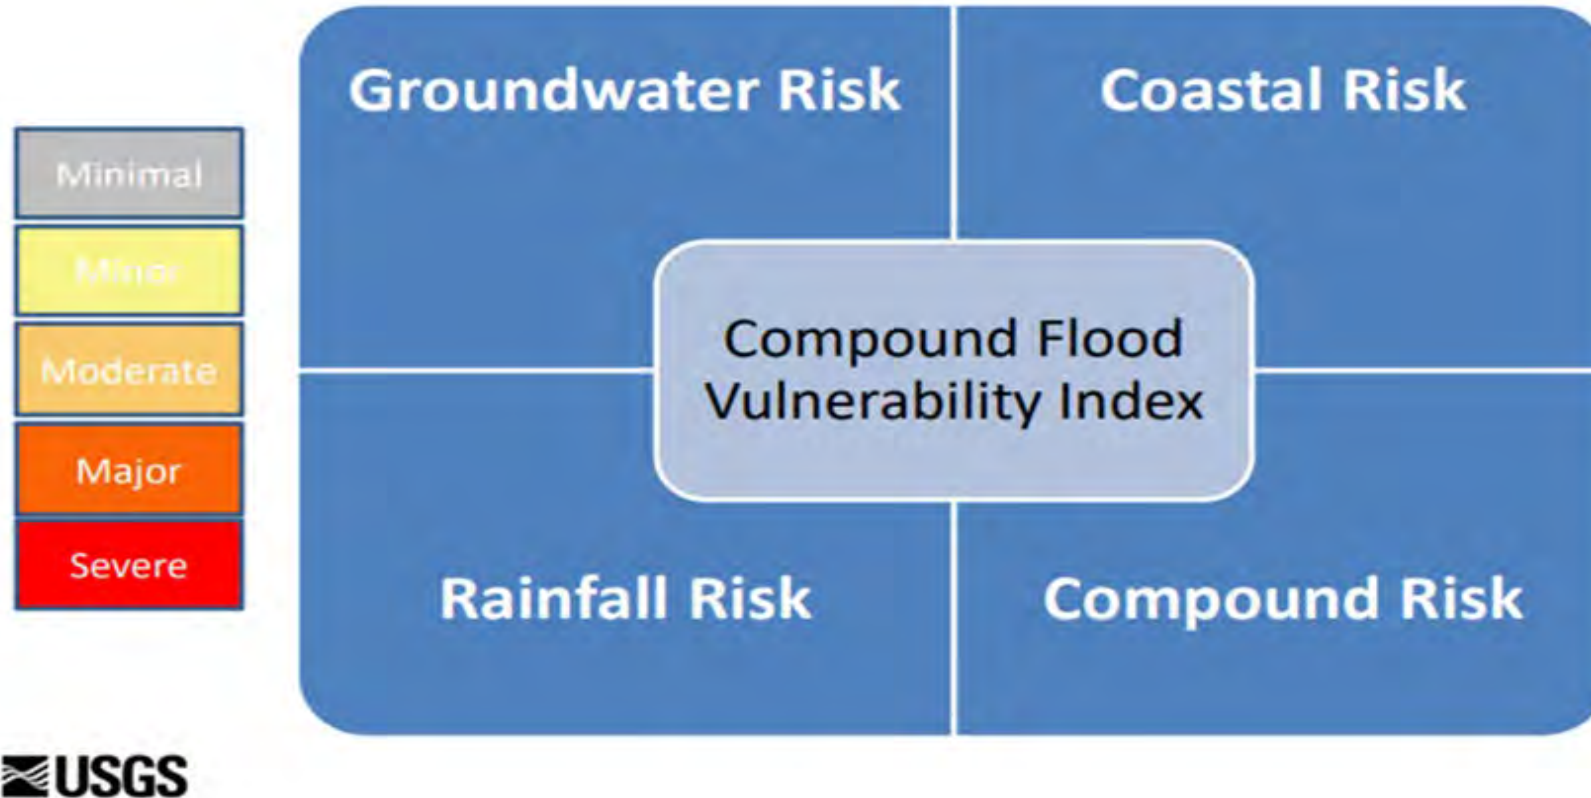 Groundwater Risk
Coastal Risk
Minimal
Minor
Moderate
Major
Severe
Compound Flood
Vulnerability Index
Rainfall Risk
Compound Risk
USGS